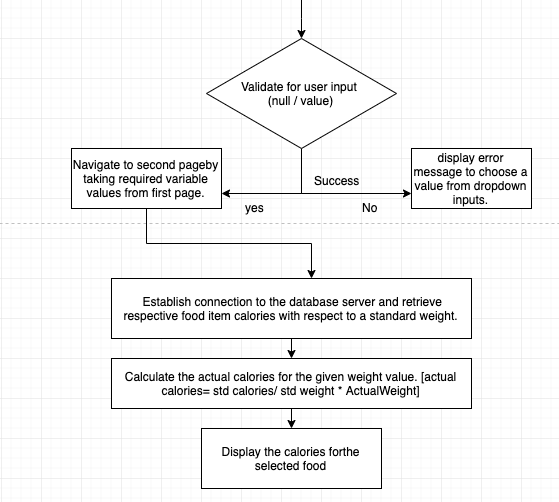 Validate for user input
(null / value)
Navigate to second pageby
taking required variable
values from first page.
Success
yes
No
display error
message to choose a
value from dropdown
inputs.
Establish connection to the database server and retrieve
respective food item calories with respect to a standard weight.
Calculate the actual calories for the given weight value. [actual
calories= std calories/ std weight * ActualWeight]
Display the calories forthe
selected food